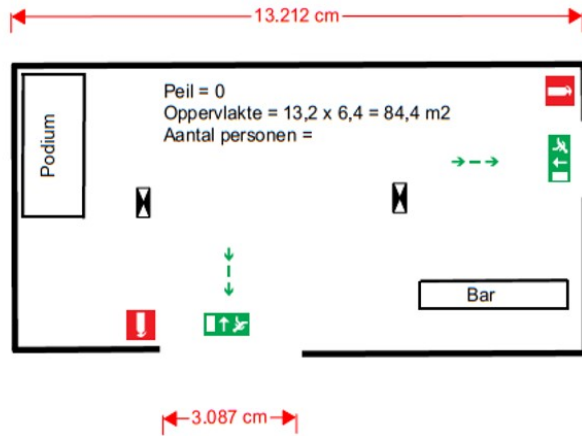 13.212 cm
Peil = 0
Oppervlakte = 13,2 x 6,4 = 84,4 m2
Aantal personen =
Podium
Bar
3.087 cm